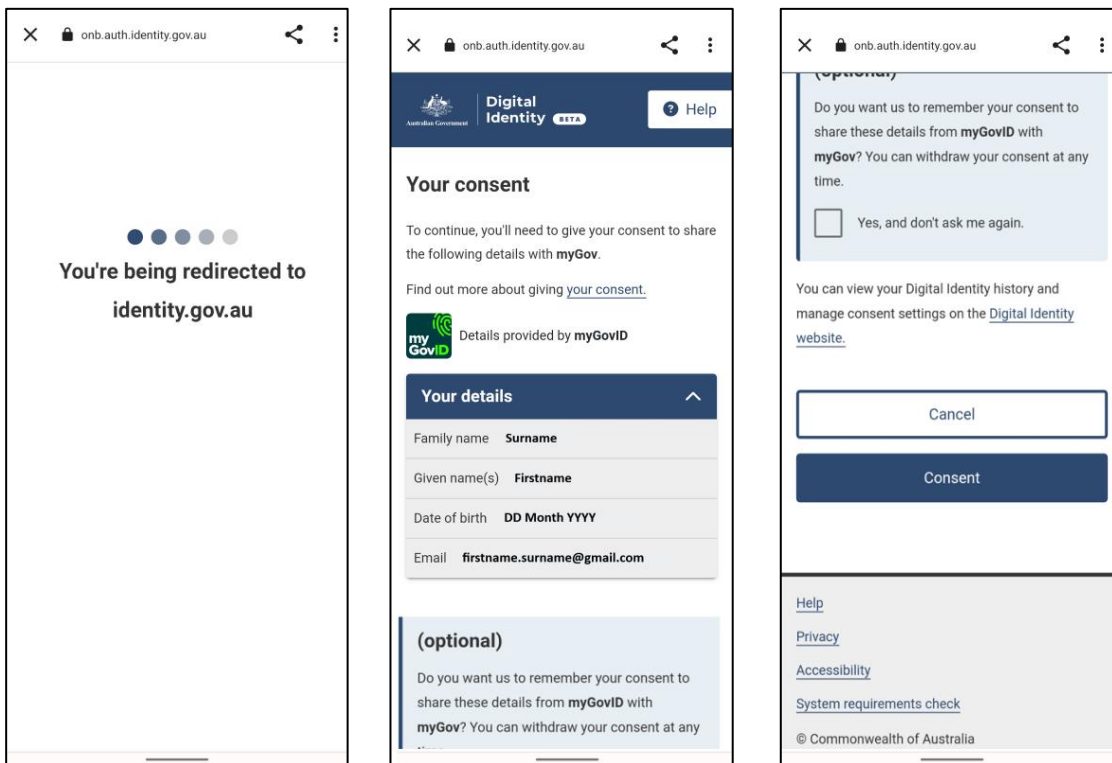 onb.auth.identity.gov.au
You're being redirected to
identity.gov.au
onb.auth.identity.gov.au
Australian Government
Digital
Identity BETA
Help
Your consent
To continue, you'll need to give your consent to share
the following details with myGov.
Find out more about giving your consent.
my
GovID
Details provided by myGovID
Your details
Family name Surname
Given name(s) Firstname
Date of birth DD Month YYYY
Email firstname.surname@gmail.com
(optional)
Do you want us to remember your consent to
share these details from myGovID with
myGov? You can withdraw your consent at any
onb.auth.identity.gov.au
(optional)
Do you want us to remember your consent to
share these details from myGovID with
myGov? You can withdraw your consent at any
time.
Yes, and don't ask me again.
You can view your Digital Identity history and
manage consent settings on the Digital Identity
website.
Cancel
Consent
Help
Privacy
Accessibility
System requirements check
© Commonwealth of Australia